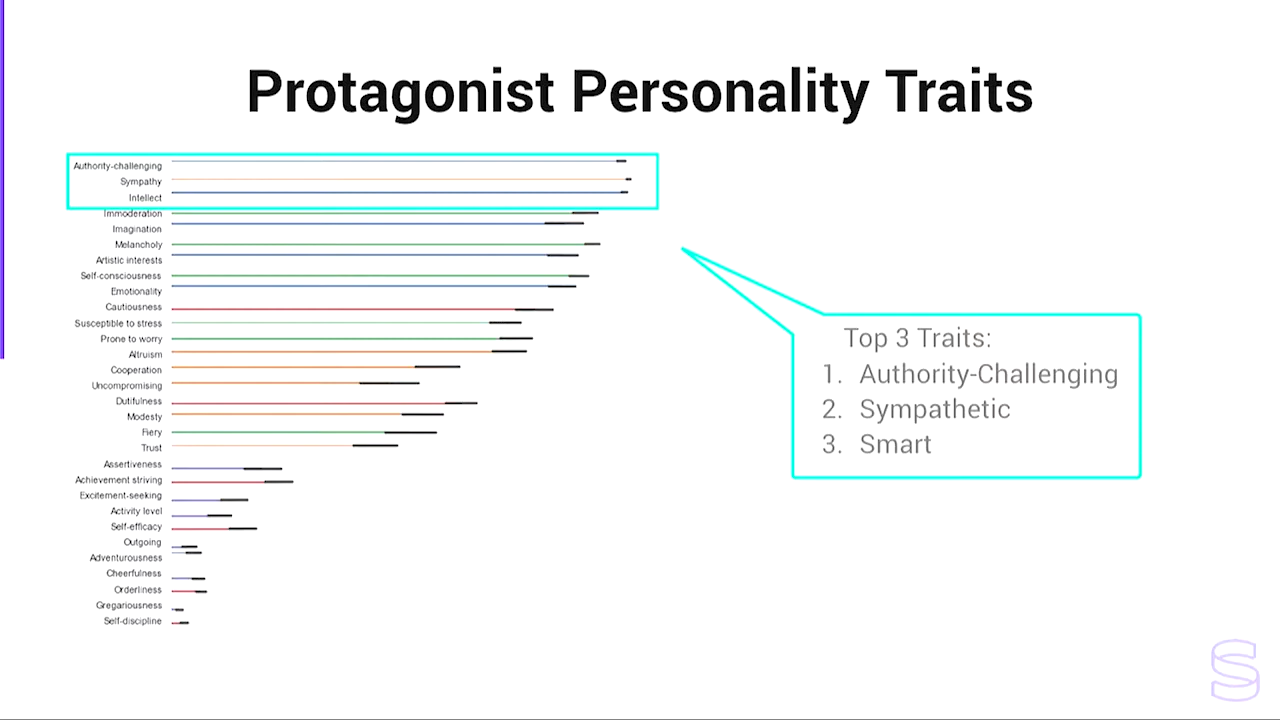 Protagonist Personality Traits
Authority-challenging
Sympathy
Intellect
Immoderation
Imagination
Melancholy
Artistic interests
Self-consciousness
Emotionality
Cautiousness
Susceptible to stress
Prone to worry
Altruism
Cooperation
Uncompromising
Dutifulness
Modesty
Fiery
Trust
Assertiveness
Achievement striving
Excitement-seeking
Activity level
Self-efficacy
Outgoing
Adventurousness
Cheerfulness
Orderliness
Gregariousness
Self-discipline
Top 3 Traits:
1. Authority-Challenging
2. Sympathetic
3. Smart
S